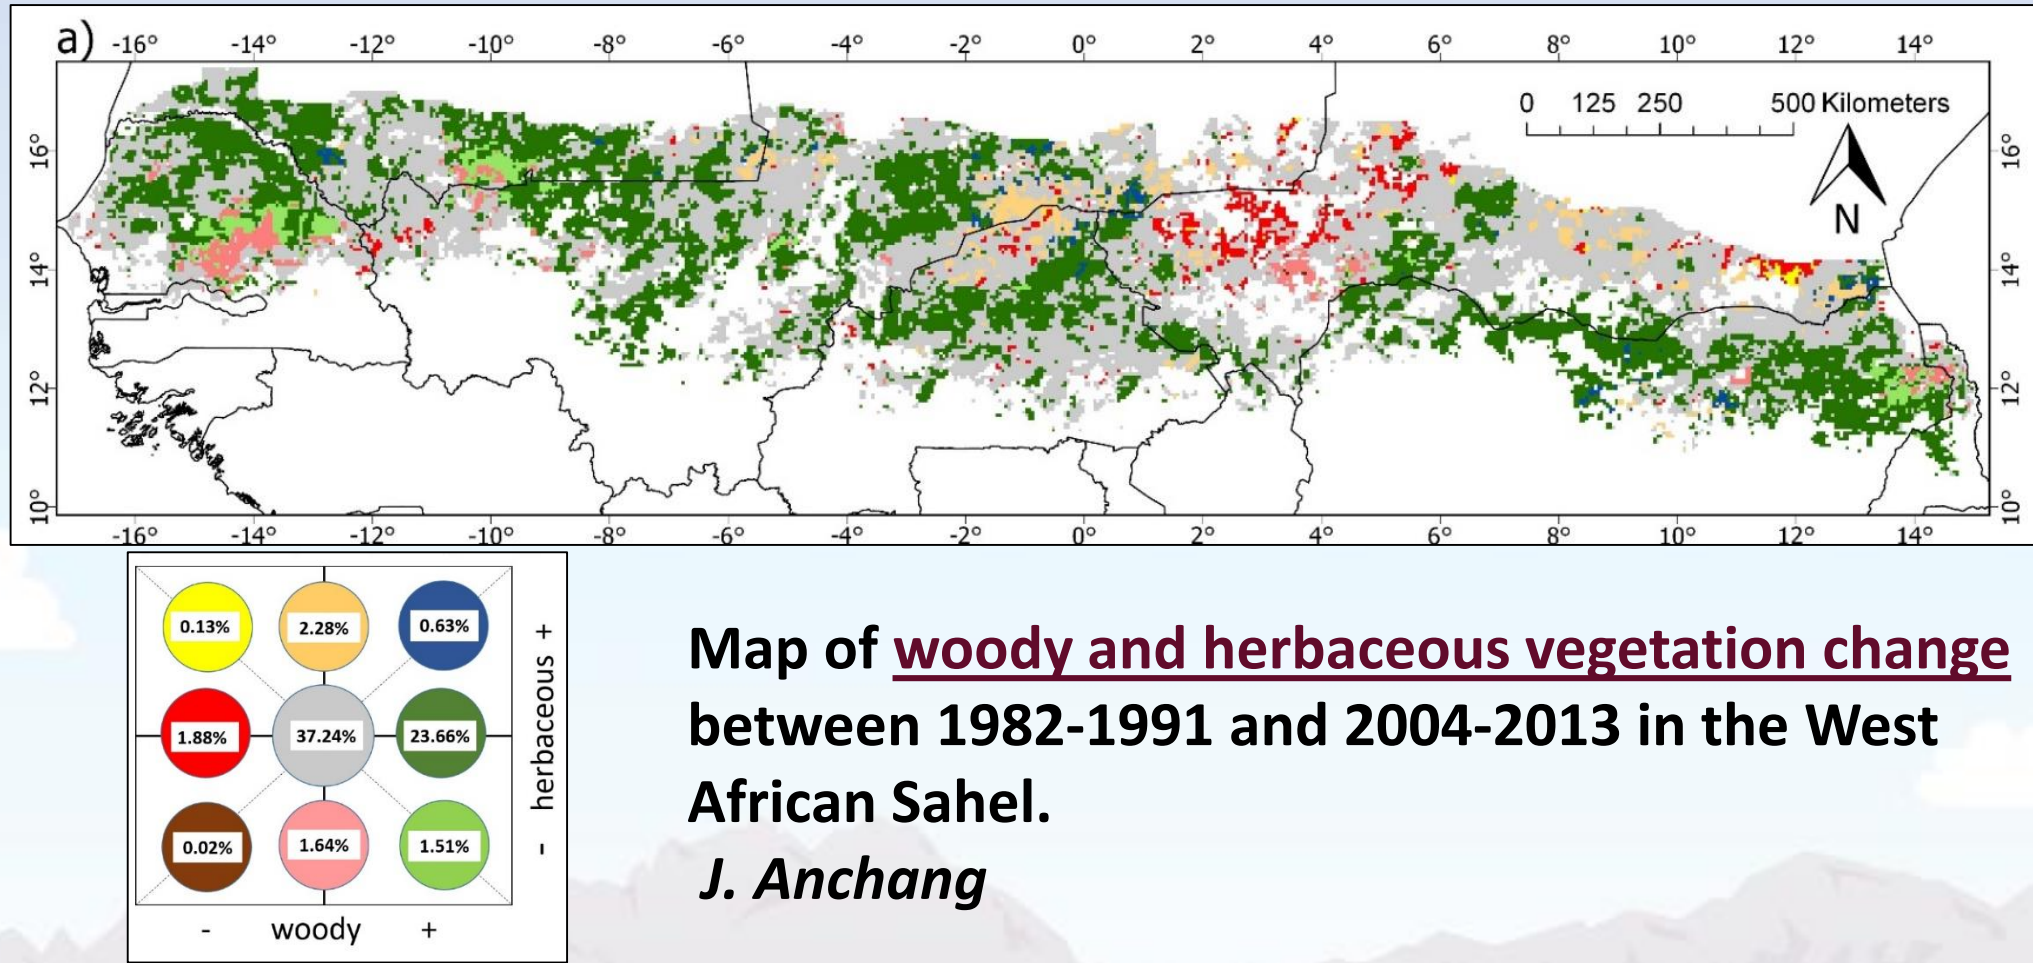 a)
-16° -14° -12° -10° -8° -6° -4° -2° 0° 2° 4° 6° 8° 10° 12° 14°
0 125 250 500 Kilometers
16° 16°
N
14° 14°
12° 12°
10° 10°
-16° -14° -12° -10° -8° -6° -4° -2° 0° 2° 4° 6° 8° 10° 12° 14°
0.13% 2.28% 0.63%
1.88% 37.24% 23.66%
0.02% 1.64% 1.51%
- herbaceous +
- woody +
Map of woody and herbaceous vegetation change
between 1982-1991 and 2004-2013 in the West
African Sahel.
J. Anchang